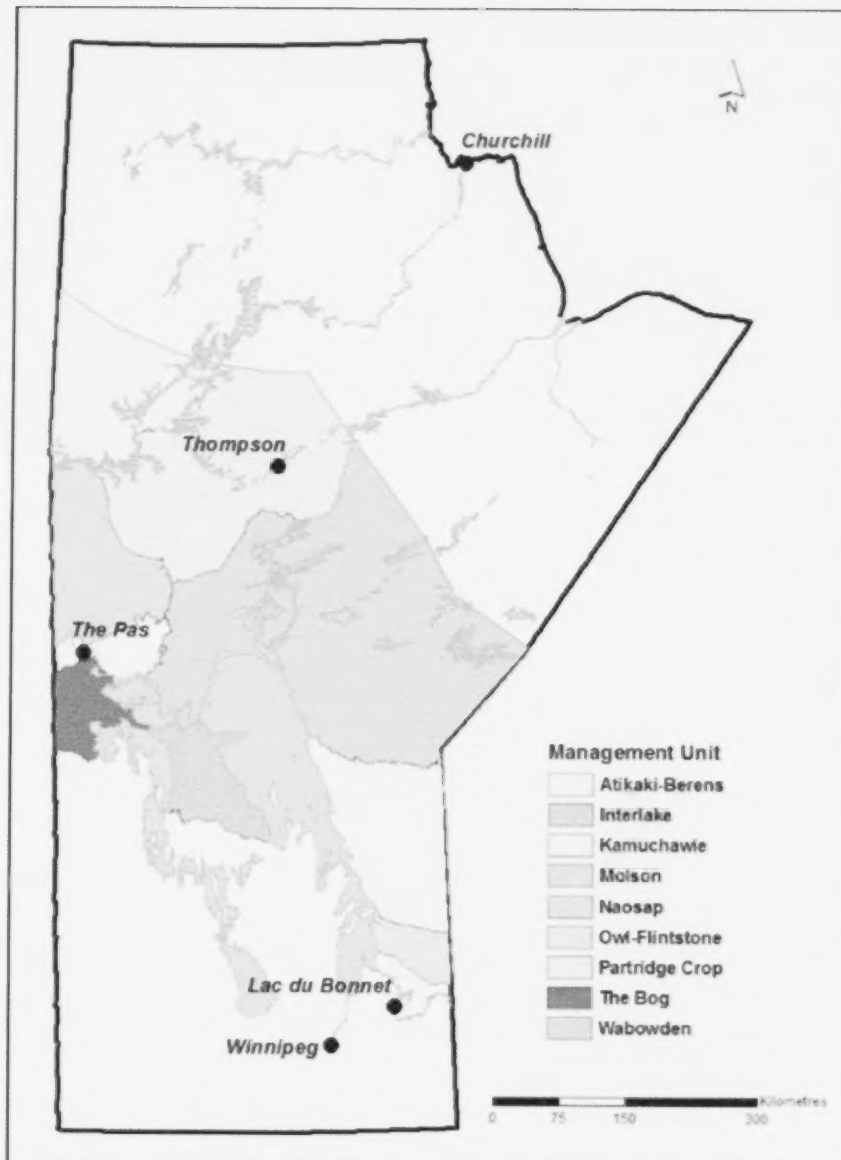 N
Churchill
Thompson
The Pas
Management Unit
Atikaki-Berens
Interlake
Kamuchawie
Molson
Naosap
Owl-Flintstone
Partridge Crop
The Bog
Wabowden
Lac du Bonnet
Winnipeg
Kilometres
0 75 150 300